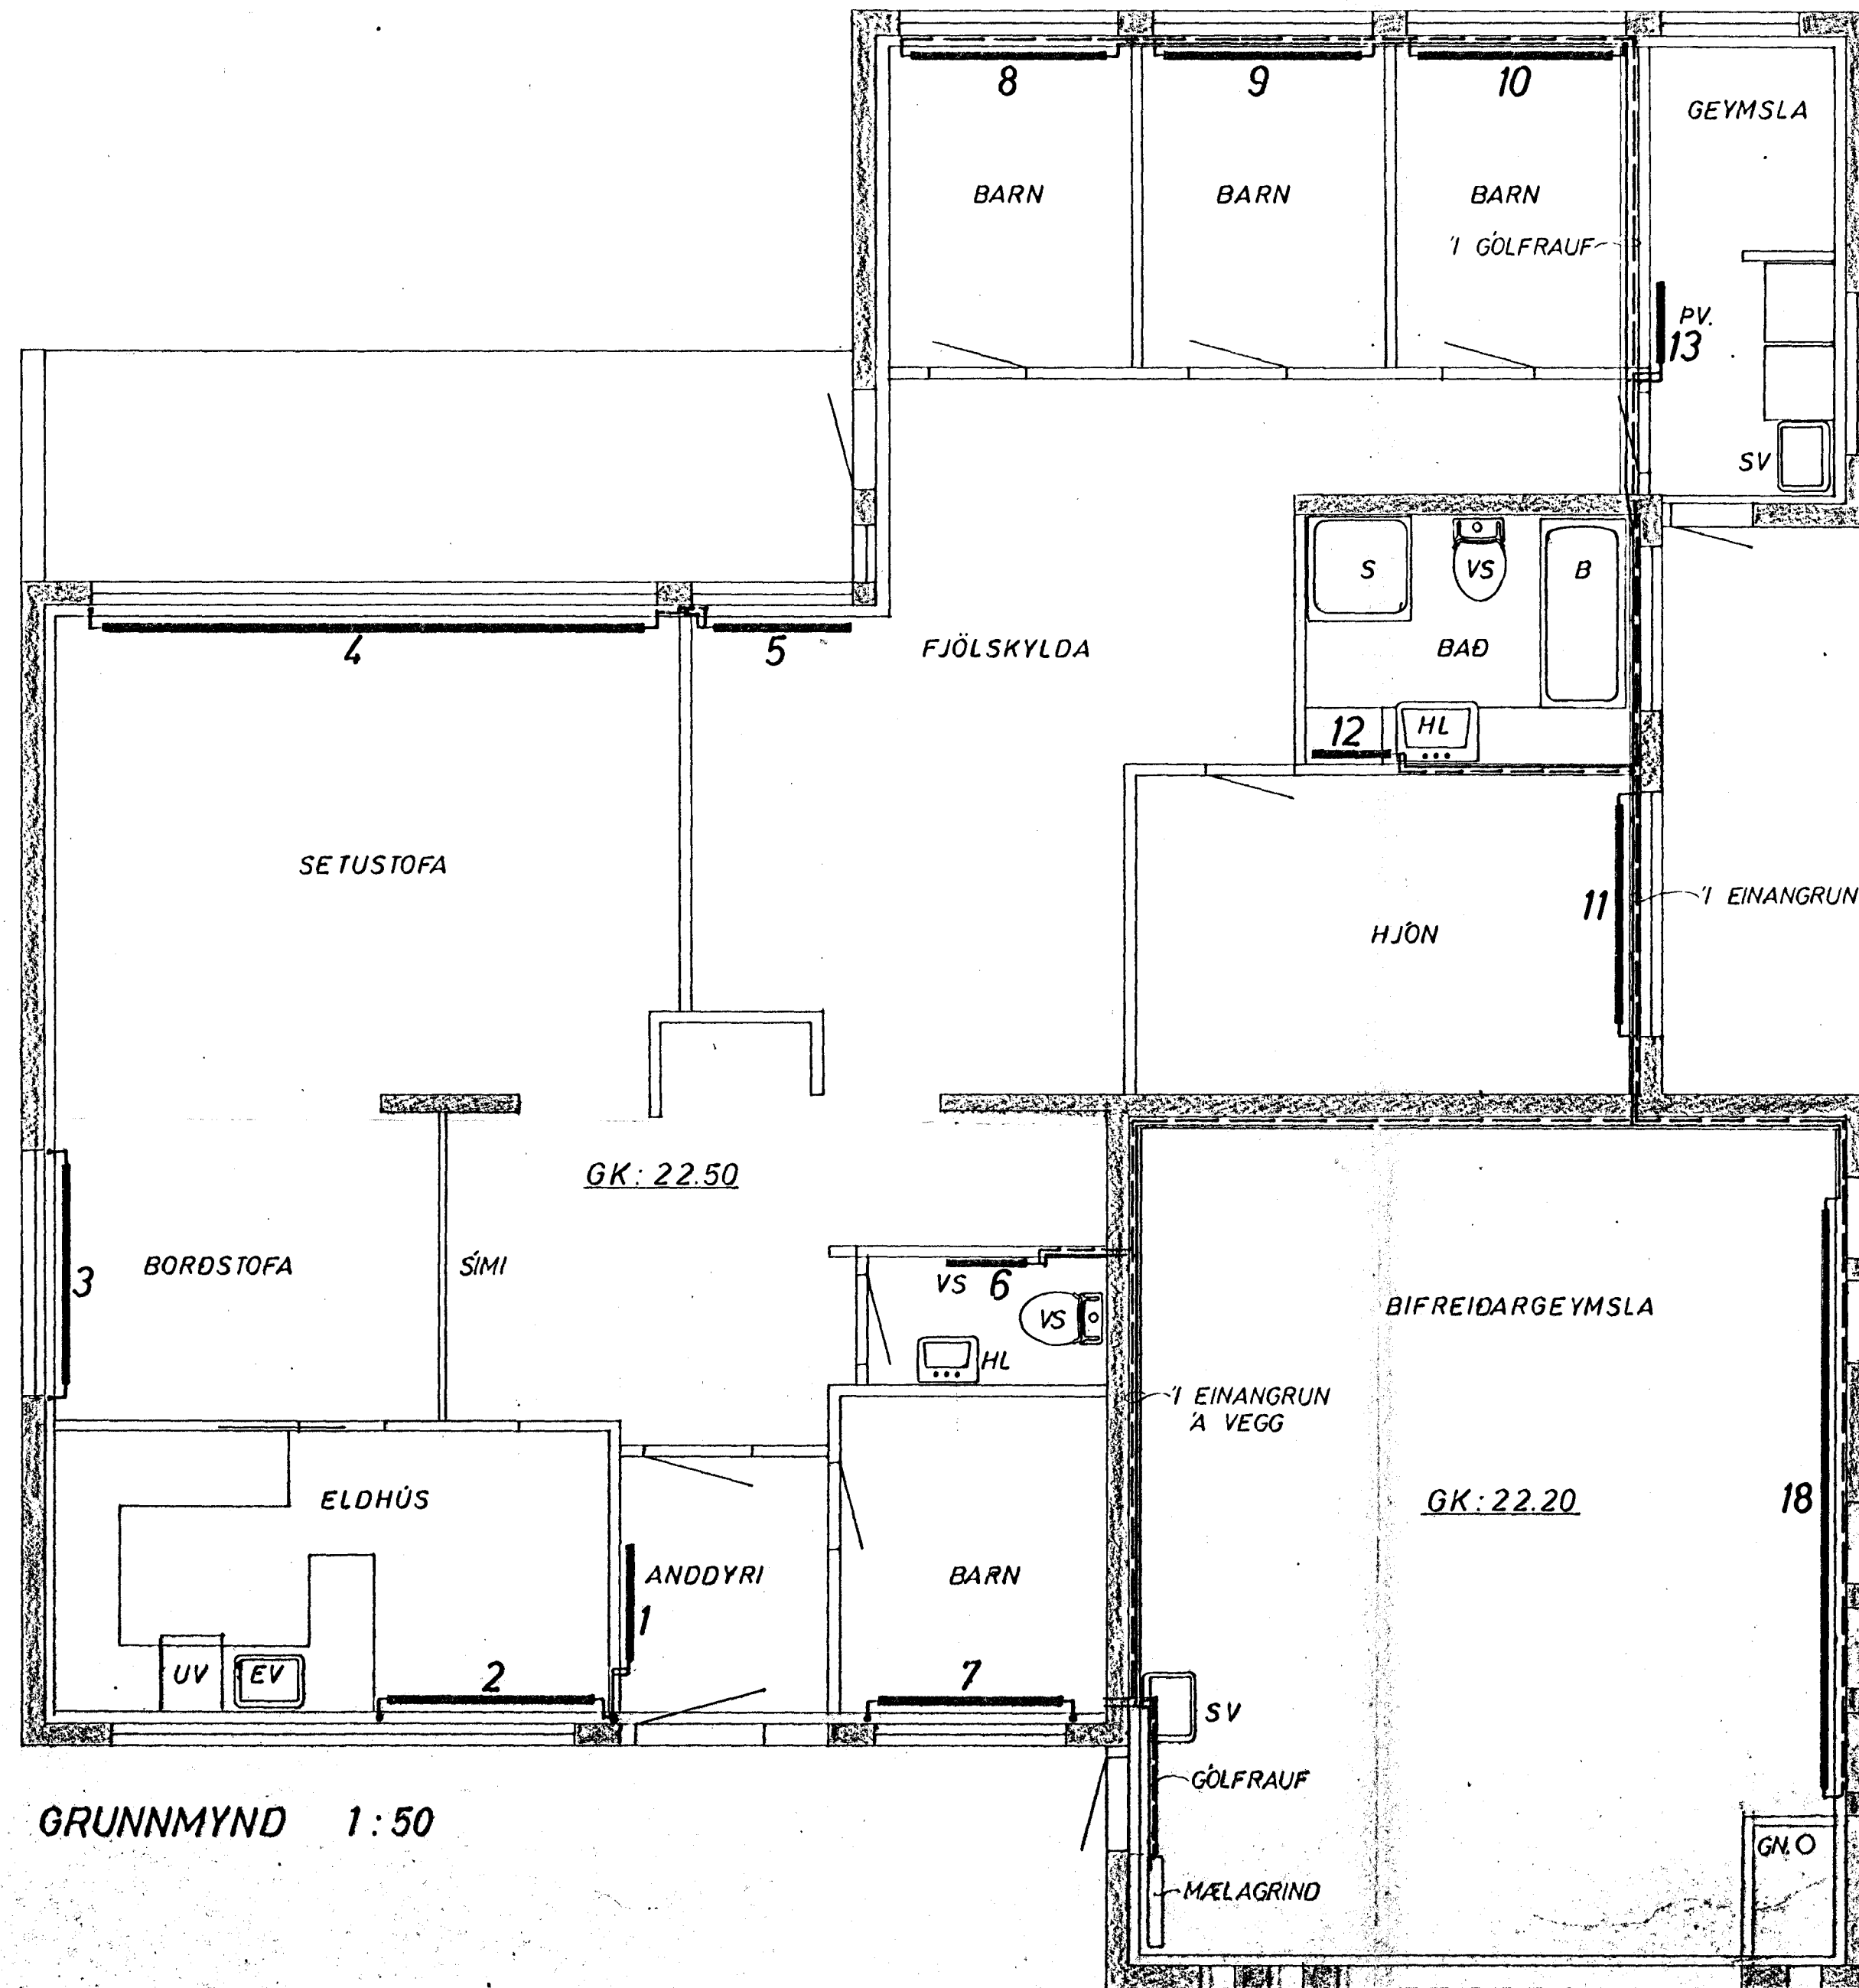 8
9
10
GEYMSLA
BARN
BARN
BARN
Í GÓLFRAUF
ÞV.
13
SV
S
VS
B
4
5
FJÖLSKYLDA
BAÐ
12
HL
SETUSTOFA
11
Í EINANGRUN
HJÓN
GK: 22.50
3
BORÐSTOFA
SÍMI
VS
6
VS
HL
BIFREIÐARGEYMSLA
Í EINANGRUN
Á VEGG
ELDHÚS
GK: 22.20
18
ANDDYRI
BARN
1
UV
EV
2
7
SV
GÓLFRAUF
GRUNNMYND 1:50
GN.
MÆLAGRIND